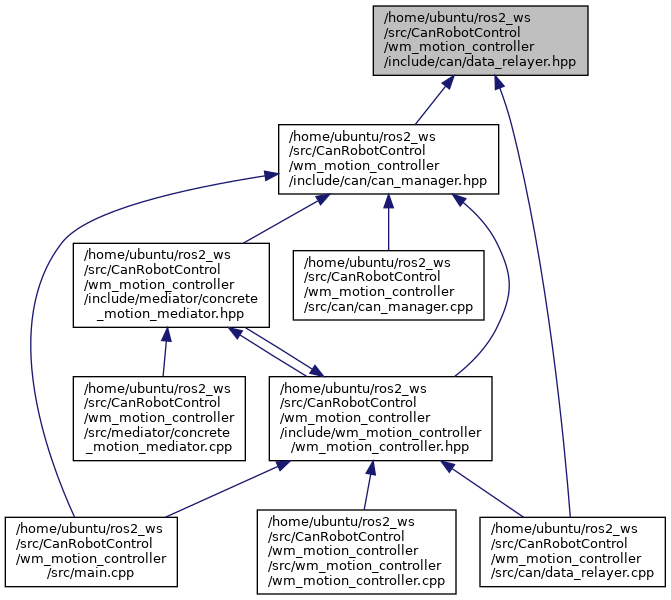 /home/ubuntu/ros2_ws
/src/CanRobotControl
/wm_motion_controller
/include/can/data_relayer.hpp
/home/ubuntu/ros2_ws
/src/CanRobotControl
/wm_motion_controller
/include/can/can_manager.hpp
/home/ubuntu/ros2_ws
/src/CanRobotControl
/wm_motion_controller
/include/mediator/concrete
_motion_mediator.hpp
/home/ubuntu/ros2_ws
/src/CanRobotControl
/wm_motion_controller
/src/can/can_manager.cpp
/home/ubuntu/ros2_ws
/src/CanRobotControl
/wm_motion_controller
/src/mediator/concrete
_motion_mediator.cpp
/home/ubuntu/ros2_ws
/src/CanRobotControl
/wm_motion_controller
/include/wm_motion_controller
/wm_motion_controller.hpp
/home/ubuntu/ros2_ws
/src/CanRobotControl
/wm_motion_controller
/src/main.cpp
/home/ubuntu/ros2_ws
/src/CanRobotControl
/wm_motion_controller
/src/wm_motion_controller
/wm_motion_controller.cpp
/home/ubuntu/ros2_ws
/src/CanRobotControl
/wm_motion_controller
/src/can/data_relayer.cpp